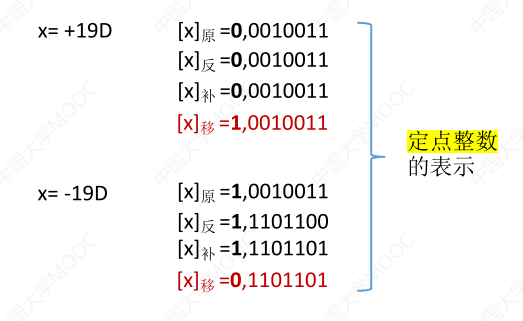 x= +19D
[x]原 =0,0010011
[x]反 =0,0010011
[x]补 =0,0010011
[x]移 =1,0010011
定点整数
的表示
x= -19D
[x]原 =1,0010011
[x]反 =1,1101100
[x]补 =1,1101101
[x]移 =0,1101101
中国大学MOOC